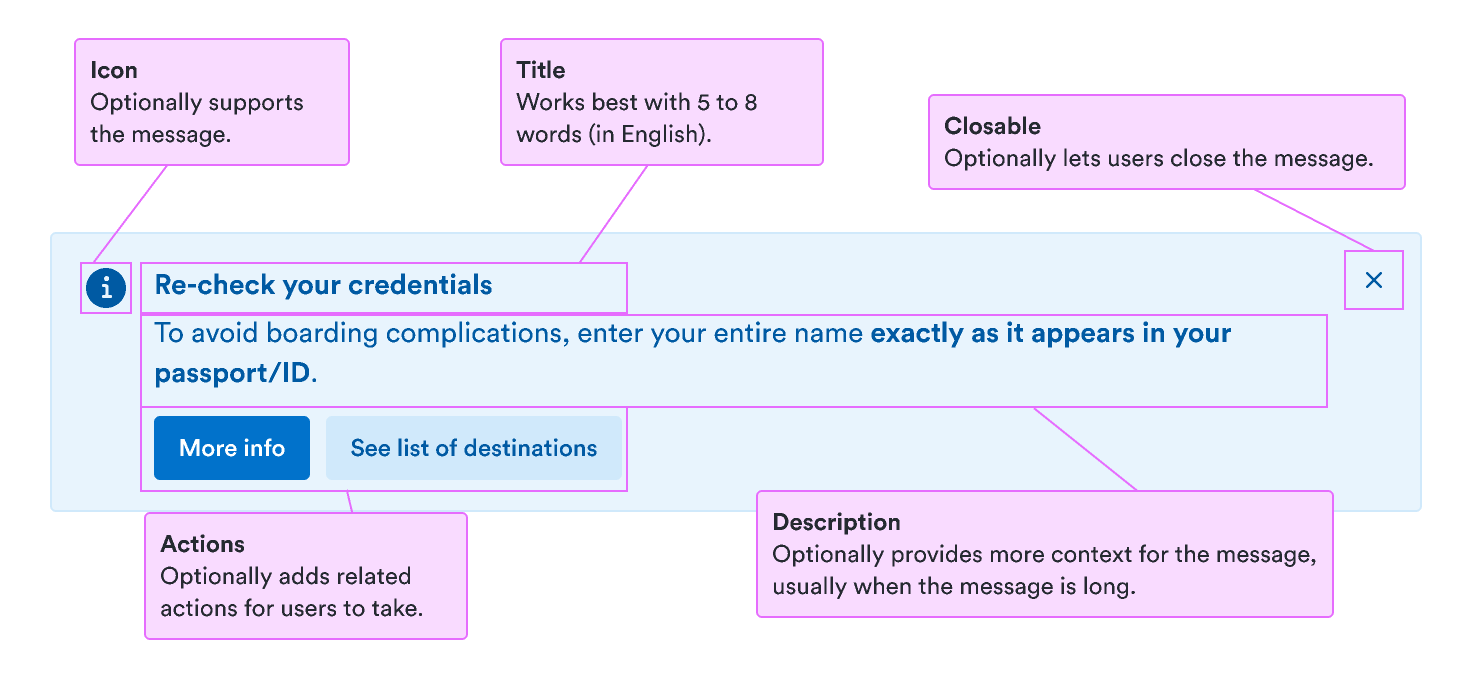 Icon
Optionally supports
the message.
Title
Works best with 5 to 8
words (in English).
Closable
Optionally lets users close the message.
i
Re-check your credentials
×
To avoid boarding complications, enter your entire name exactly as it appears in your
passport/ID.
More info
See list of destinations
Actions
Optionally adds related
actions for users to take.
Description
Optionally provides more context for the message,
usually when the message is long.